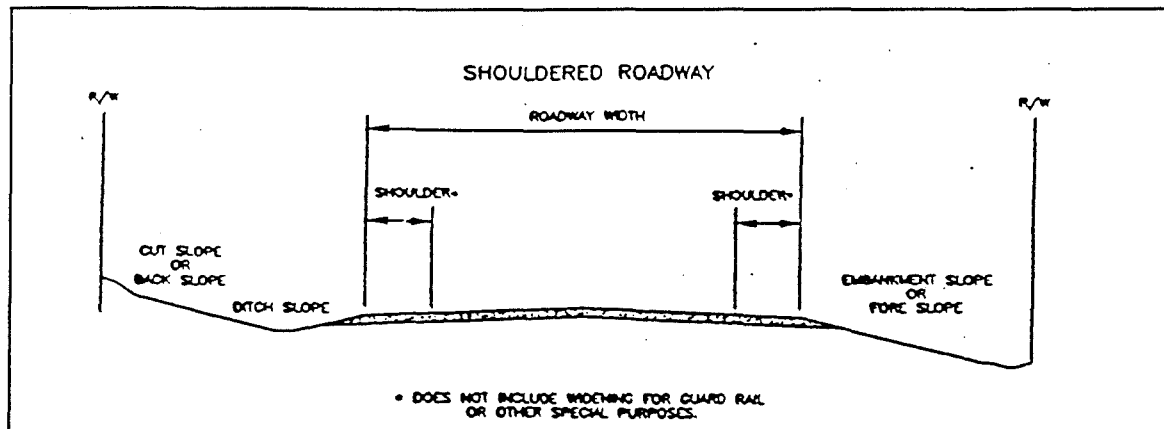 SHOULDERED ROADWAY
R/W
R/W
ROADWAY WIDTH
SHOULDER*
SHOULDER*
CUT SLOPE
OR
BACK SLOPE
DITCH SLOPE
EMBANKMENT SLOPE
OR
FORE SLOPE
* DOES NOT INCLUDE WIDENING FOR GUARD RAIL
OR OTHER SPECIAL PURPOSES.